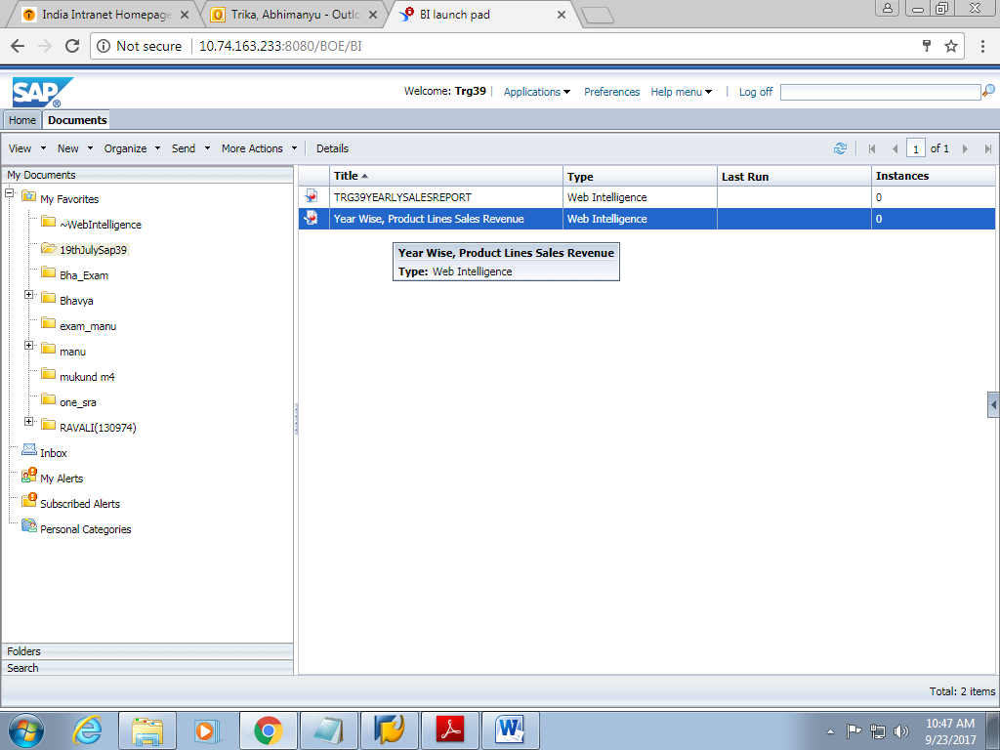 India Intranet Homepage
Trika, Abhimanyu - Outlo
BI launch pad
Not secure
10.74.163.233:8080/BOE/BI
SAP
Welcome: Trg39
Applications
Preferences
Help menu
Log off
Home
Documents
View
New
Organize
Send
More Actions
Details
1
of 1
My Documents
Title
Type
Last Run
Instances
TRG39YEARLYSALESREPORT
Web Intelligence
0
Year Wise, Product Lines Sales Revenue
Web Intelligence
0
Year Wise, Product Lines Sales Revenue
Type: Web Intelligence
My Favorites
~WebIntelligence
19thJulySap39
Bha_Exam
Bhavya
exam_manu
manu
mukund m4
one_sra
RAVALI(130974)
Inbox
My Alerts
Subscribed Alerts
Personal Categories
Folders
Search
Total: 2 items
10:47 AM
9/23/2017